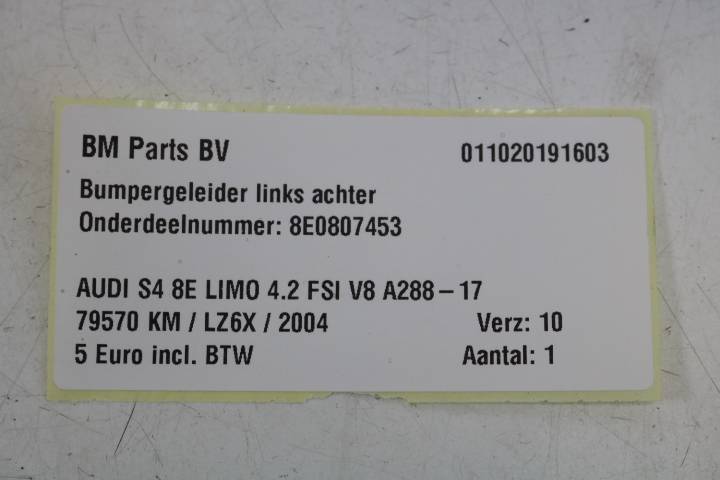 BM Parts BV 011020191603
Bumpergeleider links achter
Onderdeelnummer: 8E0807453
AUDI S4 8E LIMO 4.2 FSI V8 A288-17
79570 KM / LZ6X / 2004 Verz: 10
5 Euro incl. BTW Aantal: 1